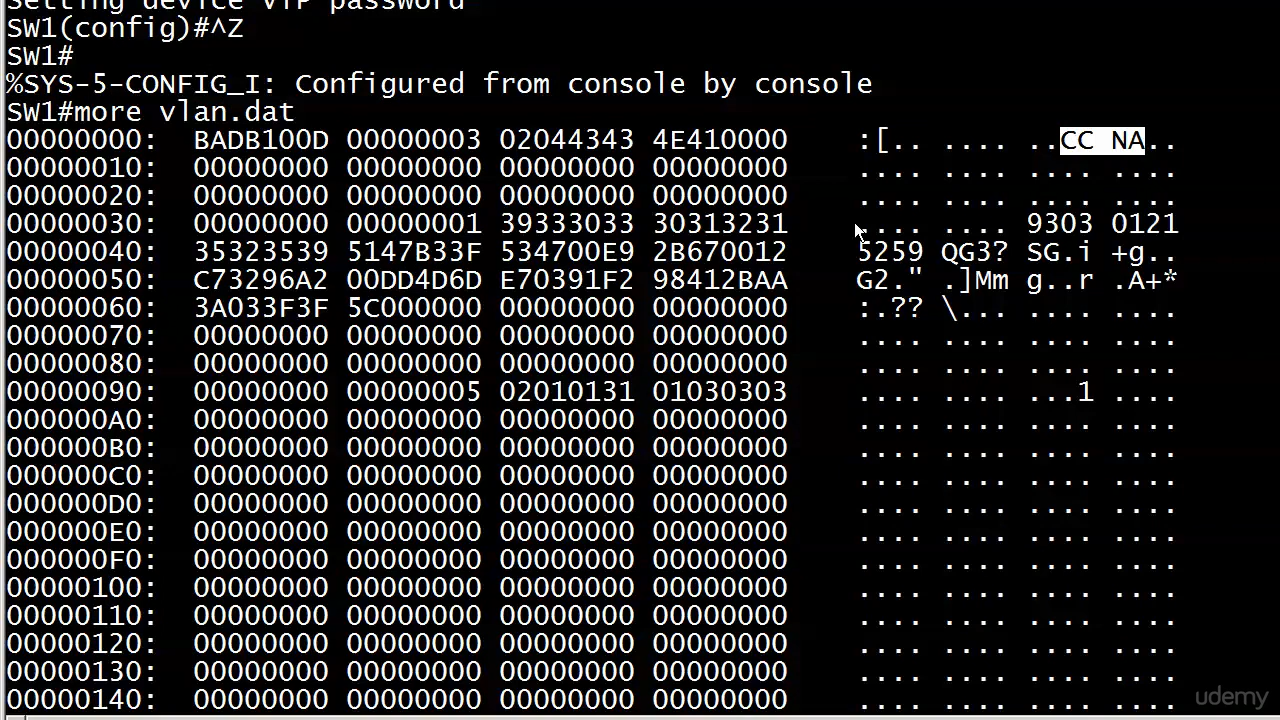 Setting device VTP password
SW1(config)#^Z
SW1#
%SYS-5-CONFIG_I: Configured from console by console
SW1#more vlan.dat
00000000:  BADB100D 00000003 02044343 4E410000    :[.. .... ..CC NA..
00000010:  00000000 00000000 00000000 00000000    .... .... .... ....
00000020:  00000000 00000000 00000000 00000000    .... .... .... ....
00000030:  00000000 00000001 39333033 30313231    .... .... 9303 0121
00000040:  35323539 5147B33F 534700E9 2B670012    5259 QG3? SG.i +g..
00000050:  C73296A2 00DD4D6D E70391F2 98412BAA    G2." .]Mm g..r .A+*
00000060:  3A033F3F 5C000000 00000000 00000000    :.?? \... .... ....
00000070:  00000000 00000000 00000000 00000000    .... .... .... ....
00000080:  00000000 00000000 00000000 00000000    .... .... .... ....
00000090:  00000000 00000005 02010131 01030303    .... .... ...1 ....
000000A0:  00000000 00000000 00000000 00000000    .... .... .... ....
000000B0:  00000000 00000000 00000000 00000000    .... .... .... ....
000000C0:  00000000 00000000 00000000 00000000    .... .... .... ....
000000D0:  00000000 00000000 00000000 00000000    .... .... .... ....
000000E0:  00000000 00000000 00000000 00000000    .... .... .... ....
000000F0:  00000000 00000000 00000000 00000000    .... .... .... ....
00000100:  00000000 00000000 00000000 00000000    .... .... .... ....
00000110:  00000000 00000000 00000000 00000000    .... .... .... ....
00000120:  00000000 00000000 00000000 00000000    .... .... .... ....
00000130:  00000000 00000000 00000000 00000000    .... .... .... ....
00000140:  00000000 00000000 00000000 00000000    .... .... .... ....
udemy